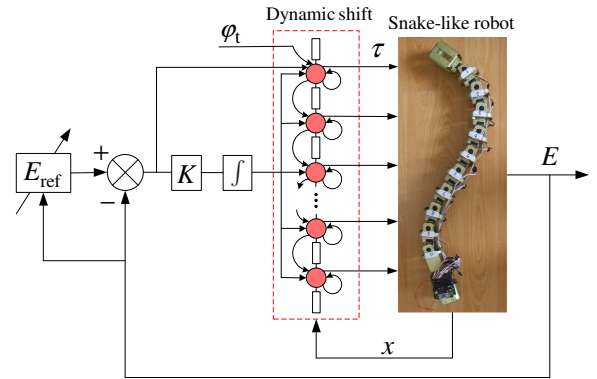 Dynamic shift
Snake-like robot
φt
τ
E
+
Eref
K
∫
−
x